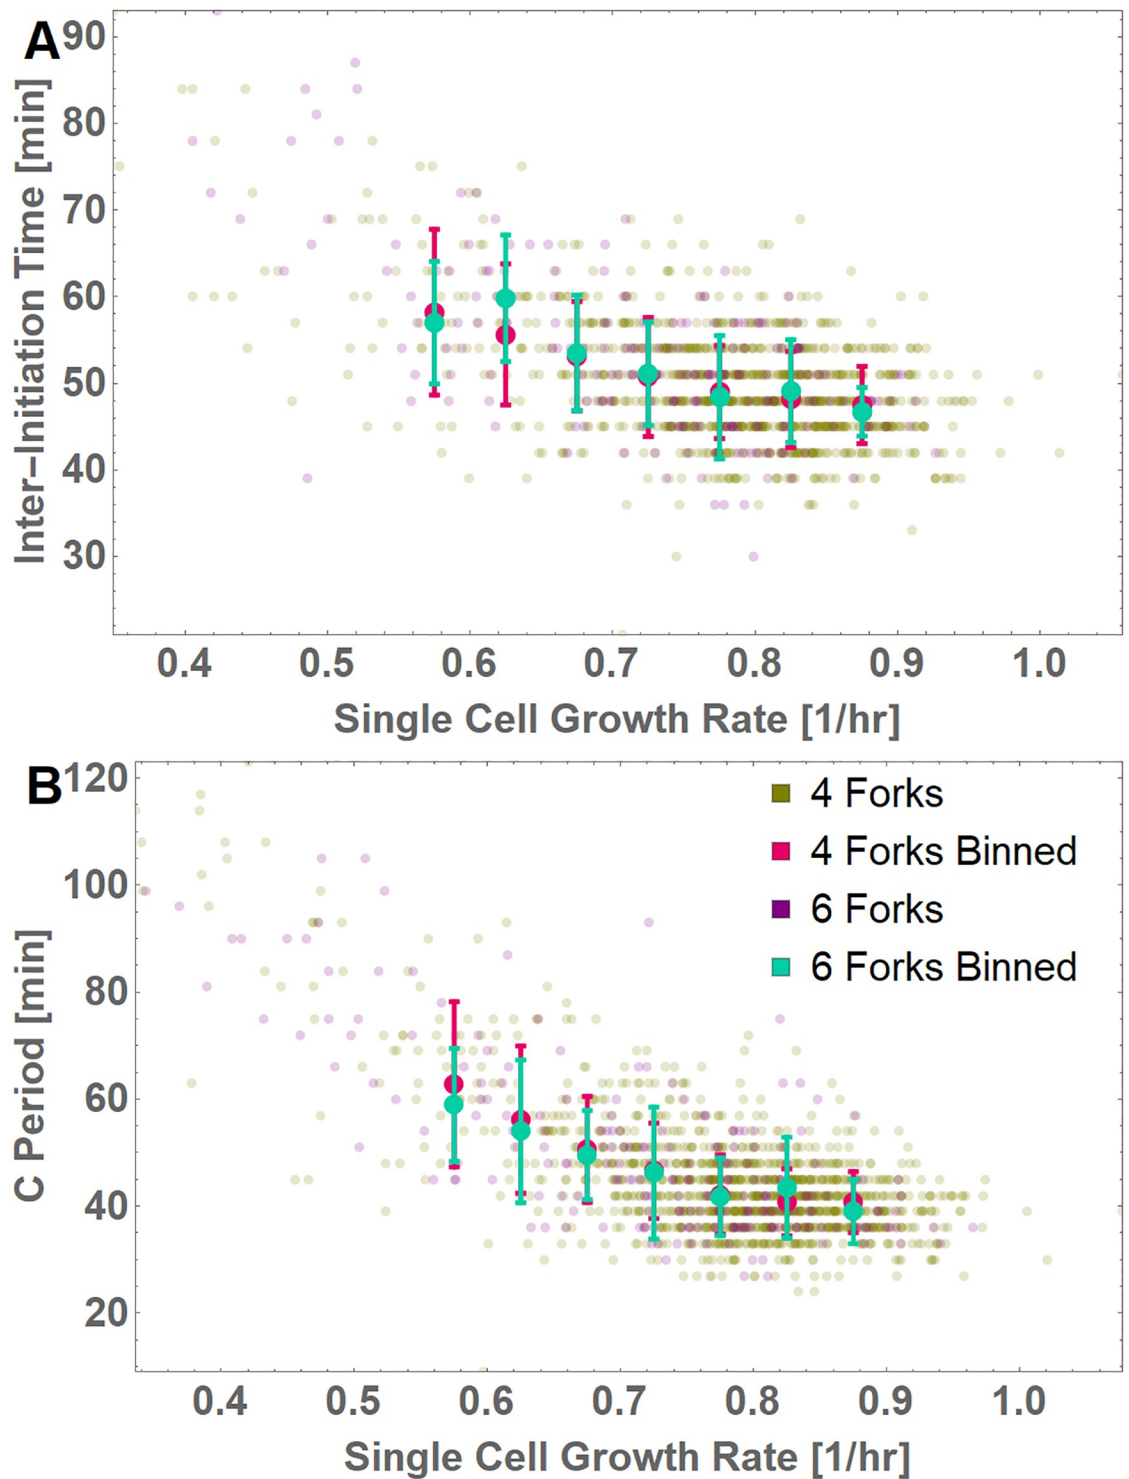 A
90
80
70
60
50
40
30
Inter-Initiation Time [min]
0.4 0.5 0.6 0.7 0.8 0.9 1.0
Single Cell Growth Rate [1/hr]
B
120
100
80
60
40
20
C Period [min]
4 Forks
4 Forks Binned
6 Forks
6 Forks Binned
0.4 0.5 0.6 0.7 0.8 0.9 1.0
Single Cell Growth Rate [1/hr]